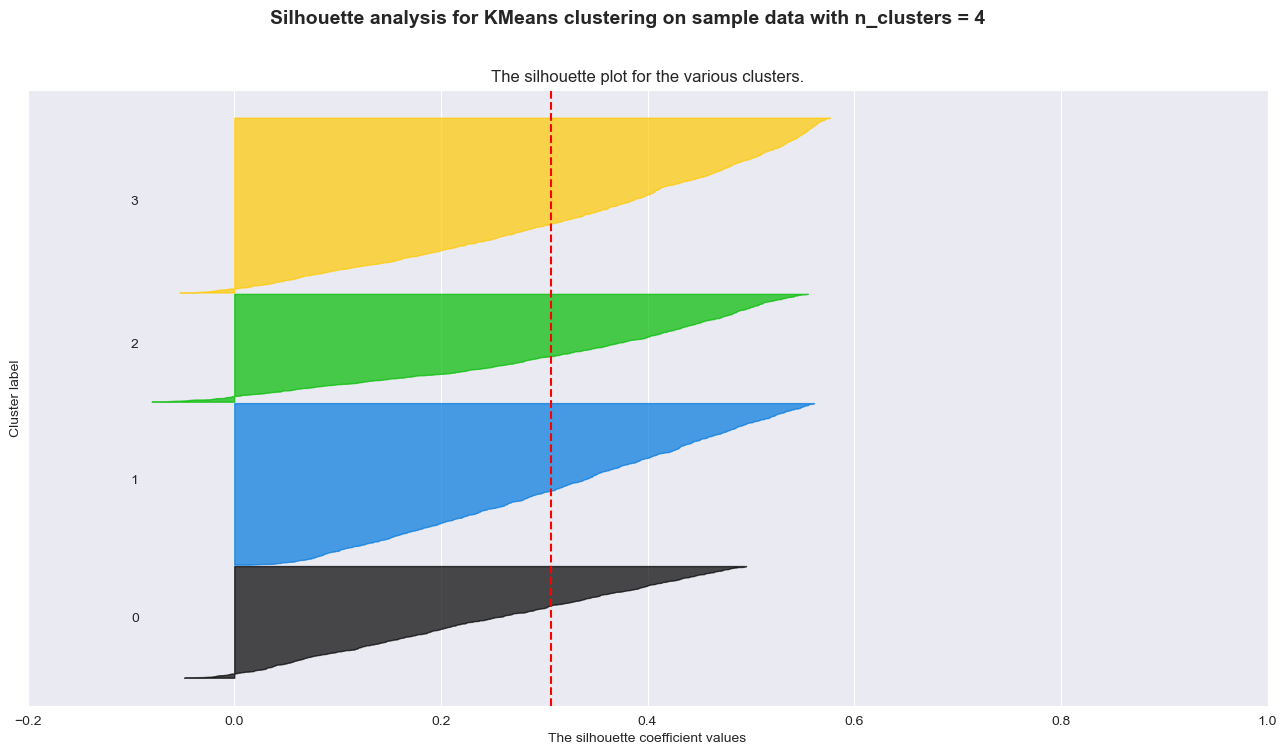 Silhouette analysis for KMeans clustering on sample data with n_clusters = 4
The silhouette plot for the various clusters.
3
2
1
0
Cluster label
−0.2 0.0 0.2 0.4 0.6 0.8 1.0
The silhouette coefficient values